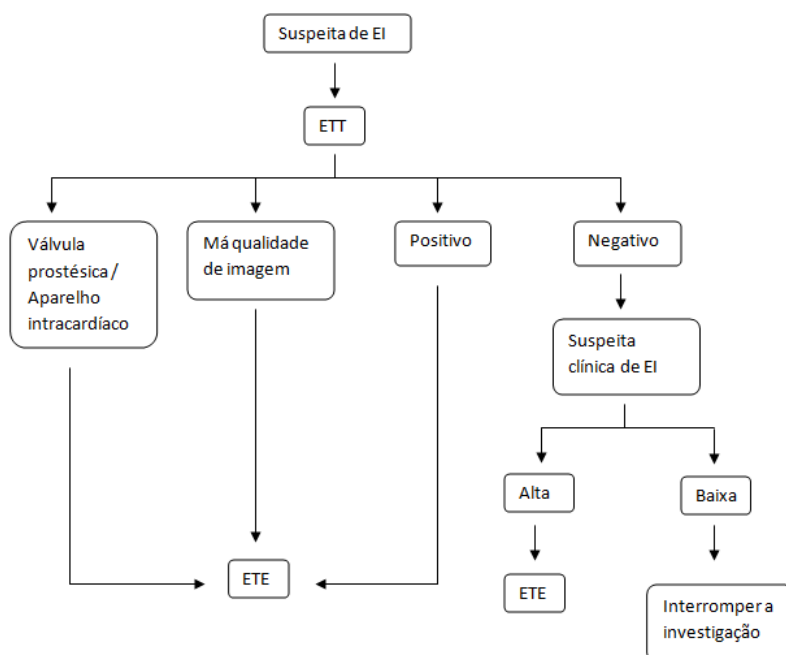 Suspeita de EI
ETT
Válvula
prostésica /
Aparelho
intracardíaco
Má qualidade
de imagem
Positivo
Negativo
Suspeita
clínica de EI
Alta
Baixa
ETE
ETE
Interromper a
investigação